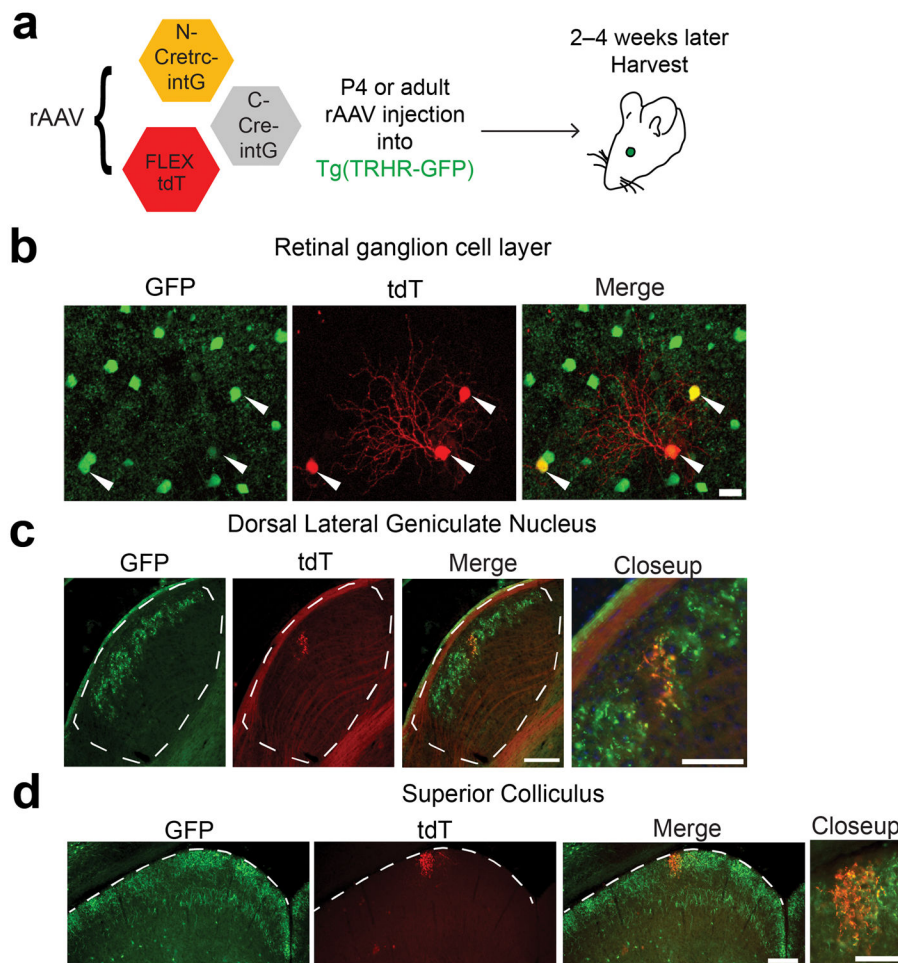 a
rAAV
N-
Cretrc-
intG
C-
Cre-
intG
FLEX
tdT
P4 or adult
rAAV injection
into
Tg(TRHR-GFP)
2–4 weeks later
Harvest
b
Retinal ganglion cell layer
GFP tdT Merge
c
Dorsal Lateral Geniculate Nucleus
GFP tdT Merge Closeup
d
Superior Colliculus
GFP tdT Merge Closeup